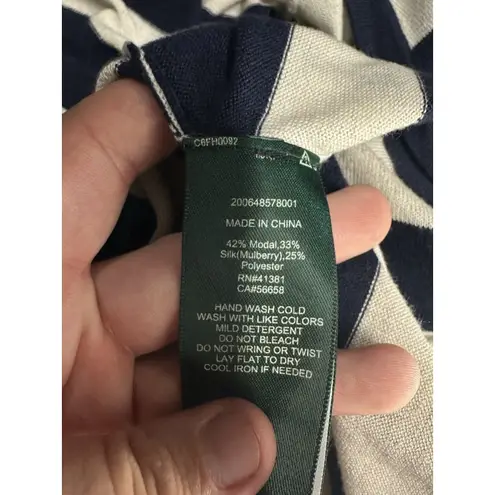 C6FH0092
200648578001
MADE IN CHINA
42% Modal,33%
Silk(Mulberry),25%
Polyester
RN#41381
CA#56658
HAND WASH COLD
WASH WITH LIKE COLORS
MILD DETERGENT
DO NOT BLEACH
DO NOT WRING OR TWIST
LAY FLAT TO DRY
COOL IRON IF NEEDED